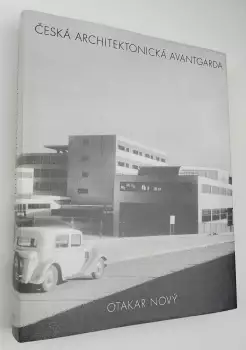 ČESKÁ ARCHITEKTONICKÁ AVANTGARDA
OTAKAR NOVÝ